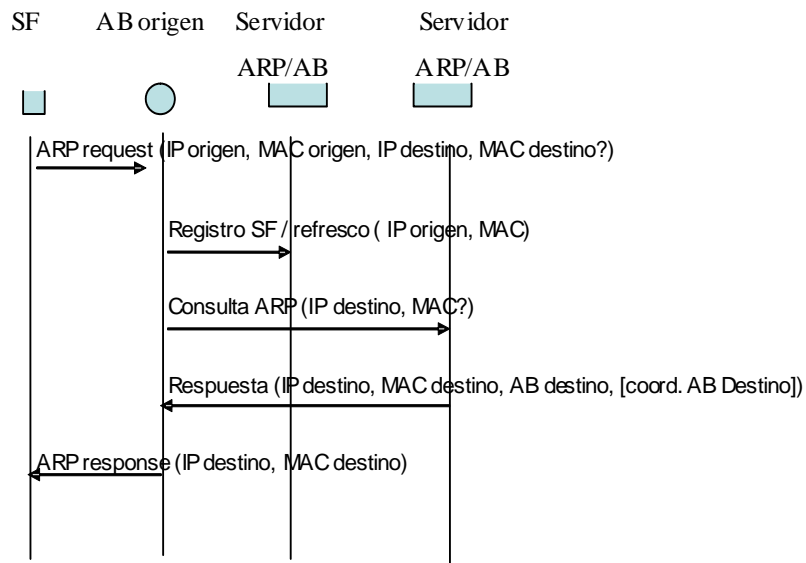 SF AB origen Servidor Servidor
ARP/AB ARP/AB
ARP request (IP origen, MAC origen, IP destino, MAC destino?)
Registro SF / refresco ( IP origen, MAC)
Consulta ARP (IP destino, MAC?)
Respuesta (IP destino, MAC destino, AB destino, [coord. AB Destino])
ARP response (IP destino, MAC destino)